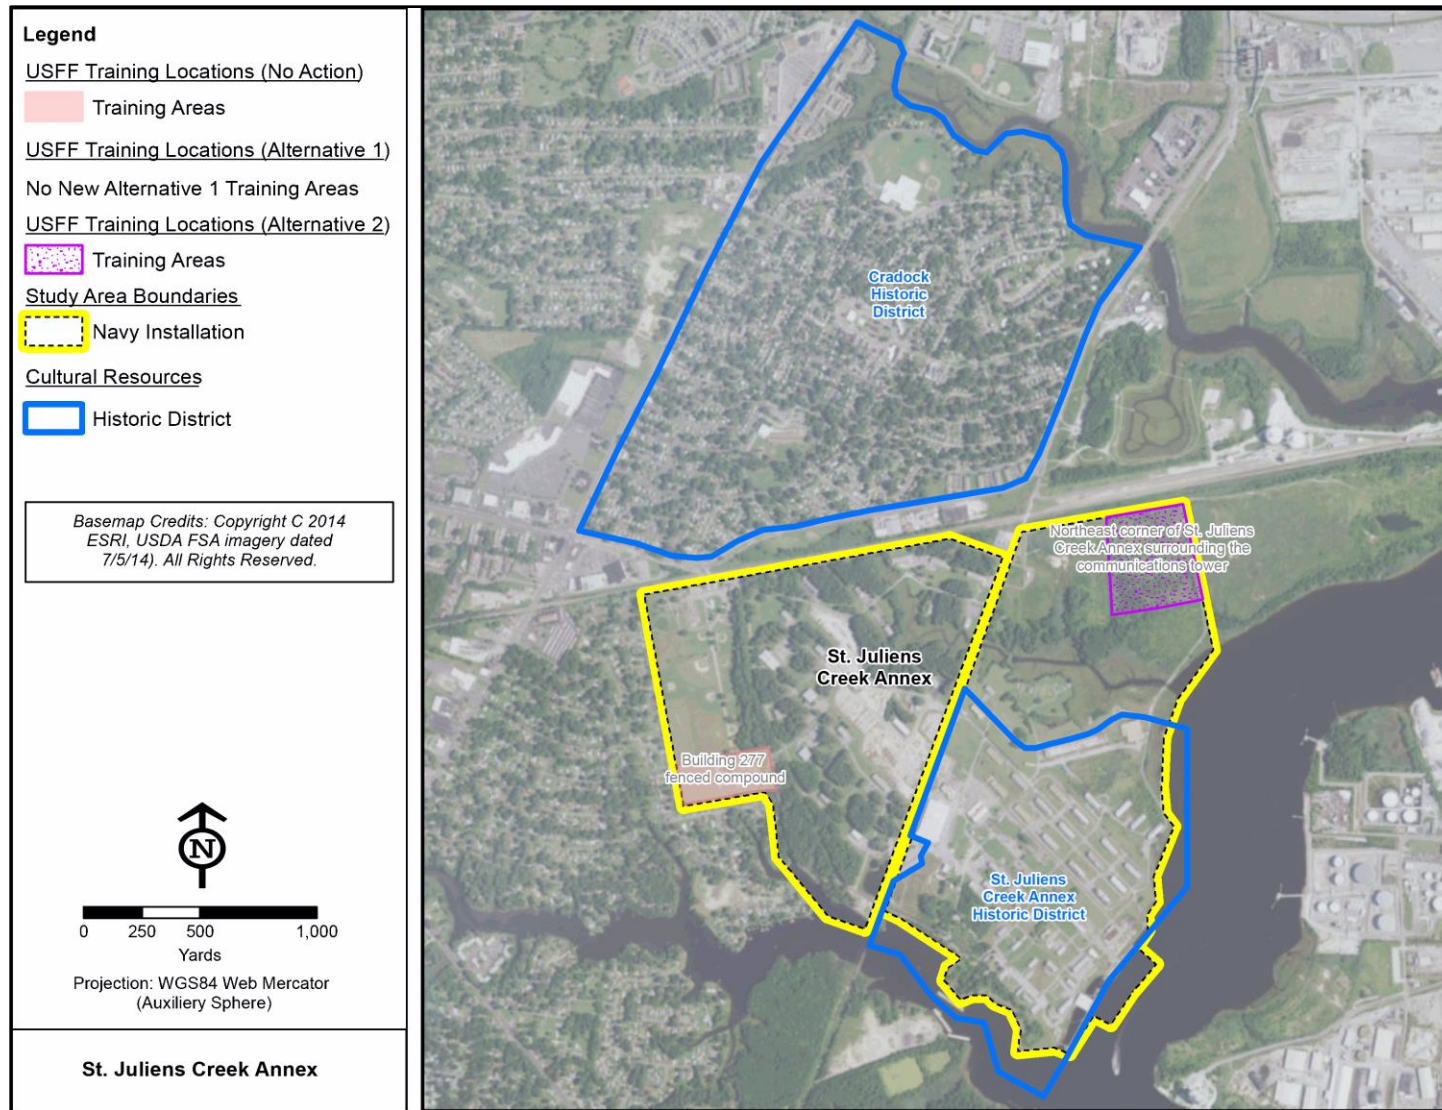 Legend
USFF Training Locations (No Action)
Training Areas
USFF Training Locations (Alternative 1)
No New Alternative 1 Training Areas
USFF Training Locations (Alternative 2)
Training Areas
Study Area Boundaries
Navy Installation
Cultural Resources
Historic District
Basemap Credits: Copyright C 2014
ESRI, USDA FSA imagery dated
7/5/14). All Rights Reserved.
N
0 250 500 1,000
Yards
Projection: WGS84 Web Mercator
(Auxiliery Sphere)
St. Juliens Creek Annex
Cradock
Historic
District
Northeast corner of St. Juliens
Creek Annex surrounding the
communications tower
St. Juliens
Creek Annex
Building 277
fenced compound
St. Juliens
Creek Annex
Historic District